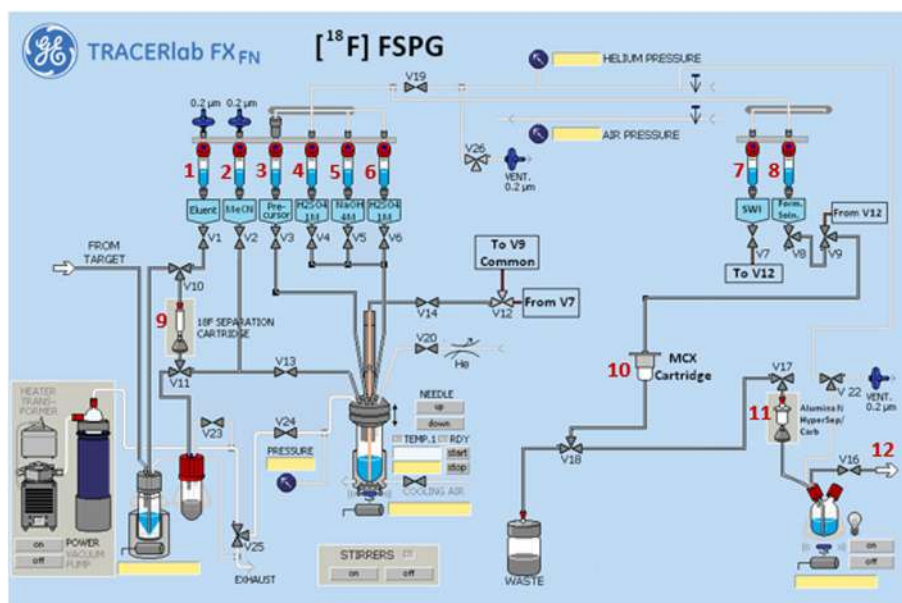 TRACERlab FXFN
[18F] FSPG
V19
HELIUM PRESSURE
AIR PRESSURE
0.2 µm
0.2 µm
V26
VENT.
0.2 µm
1
2
3
4
5
6
7
8
Eluent
MeCN
Pre-
cursor
H2SO4
1M
NaOH
4M
H2SO4
1M
SWI
Form.
Soln.
From V12
V1
V2
V3
V4
V5
V6
V7
V8
V9
To V12
FROM
TARGET
V10
To V9
Common
From V7
V14
V12
9
18F SEPARATION
CARTRIDGE
V20
He
10
MCX
Cartridge
V11
V13
V17
V 22
VENT.
0.2 µm
HEATER
TRANS-
FORMER
V23
V24
NEEDLE
up
down
TEMP.1
RDY
start
stop
PRESSURE
COOLING AIR
11
Alumina N/
HyperSep/
Carb
12
V16
V18
POWER
on
off
VACUUM
PUMP
V25
EXHAUST
STIRRERS
on
off
WASTE
on
off